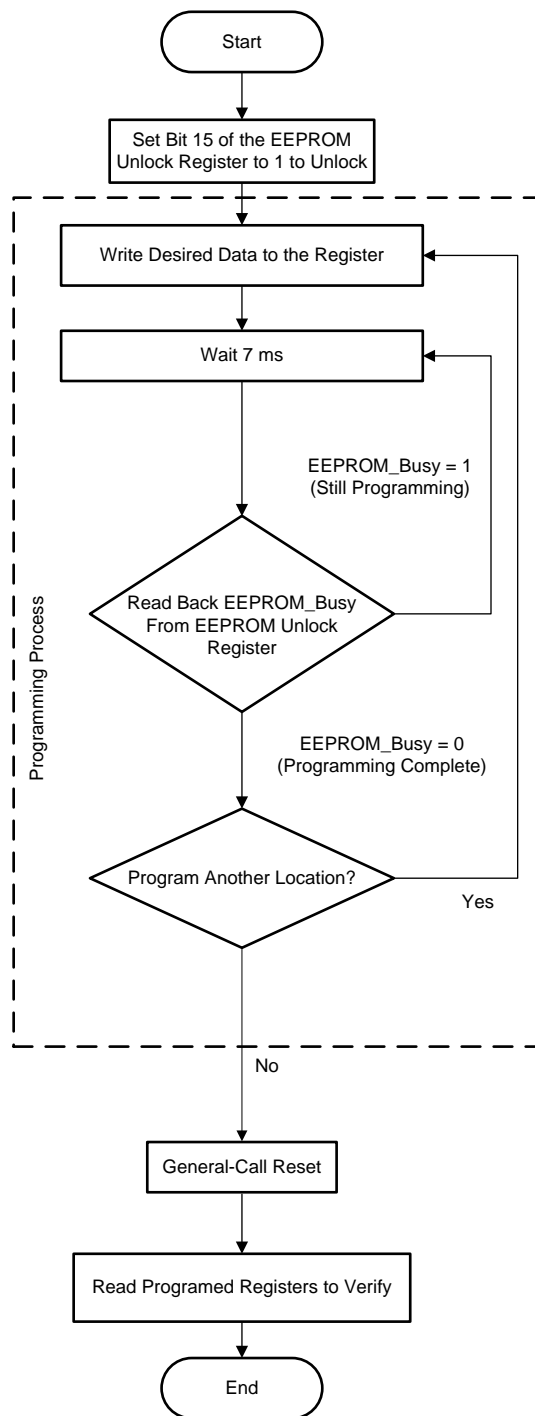 Start
Set Bit 15 of the EEPROM
Unlock Register to 1 to Unlock
Write Desired Data to the Register
Wait 7 ms
EEPROM_Busy = 1
(Still Programming)
Read Back EEPROM_Busy
From EEPROM Unlock
Register
Programming Process
EEPROM_Busy = 0
(Programming Complete)
Program Another Location?
Yes
No
General-Call Reset
Read Programed Registers to Verify
End